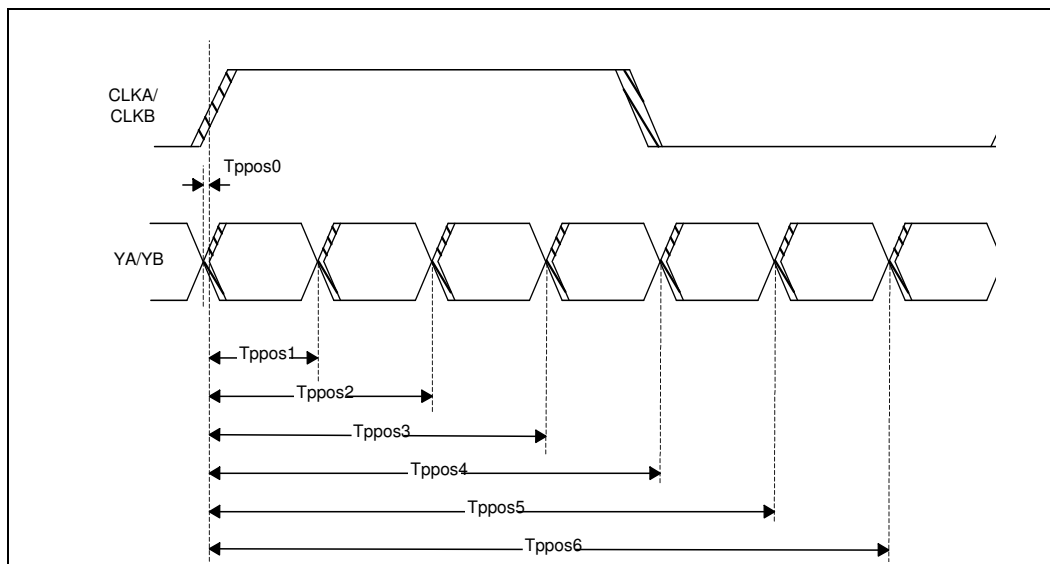 CLKA/
CLKB
Tppos0
YA/YB
Tppos1
Tppos2
Tppos3
Tppos4
Tppos5
Tppos6